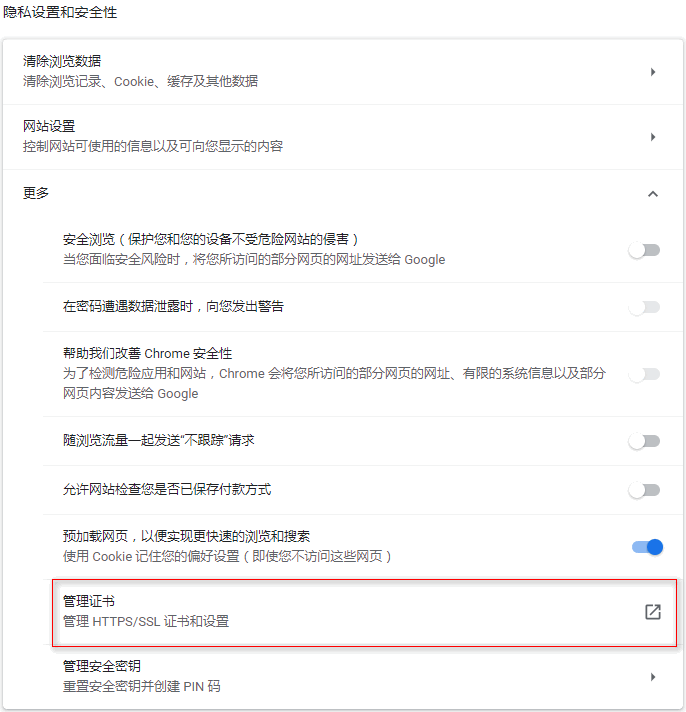 隐私设置和安全性
清除浏览数据
清除浏览记录、Cookie、缓存及其他数据
网站设置
控制网站可使用的信息以及可向您显示的内容
更多
安全浏览（保护您和您的设备不受危险网站的侵害）
当您面临安全风险时，将您所访问的部分网页的网址发送给 Google
在密码遭遇数据泄露时，向您发出警告
帮助我们改善 Chrome 安全性
为了检测危险应用和网站，Chrome 会将您所访问的部分网页的网址、有限的系统信息以及部分
网页内容发送给 Google
随浏览流量一起发送“不跟踪”请求
允许网站检查您是否已保存付款方式
预加载网页，以便实现更快速的浏览和搜索
使用 Cookie 记住您的偏好设置（即使您不访问这些网页）
管理证书
管理 HTTPS/SSL 证书和设置
管理安全密钥
重置安全密钥并创建 PIN 码